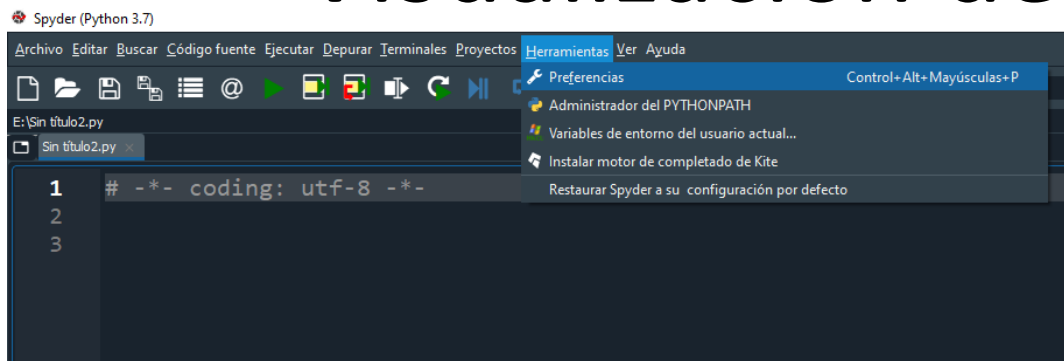 Spyder (Python 3.7)
Archivo Editar Buscar Código fuente Ejecutar Depurar Terminales Proyectos Herramientas Ver Ayuda
Preferencias Control+Alt+Mayúsculas+P
Administrador del PYTHONPATH
E:\Sin título2.py
Variables de entorno del usuario actual...
Sin título2.py
Instalar motor de completado de Kite
Restaurar Spyder a su configuración por defecto
1 # -*- coding: utf-8 -*-
2
3